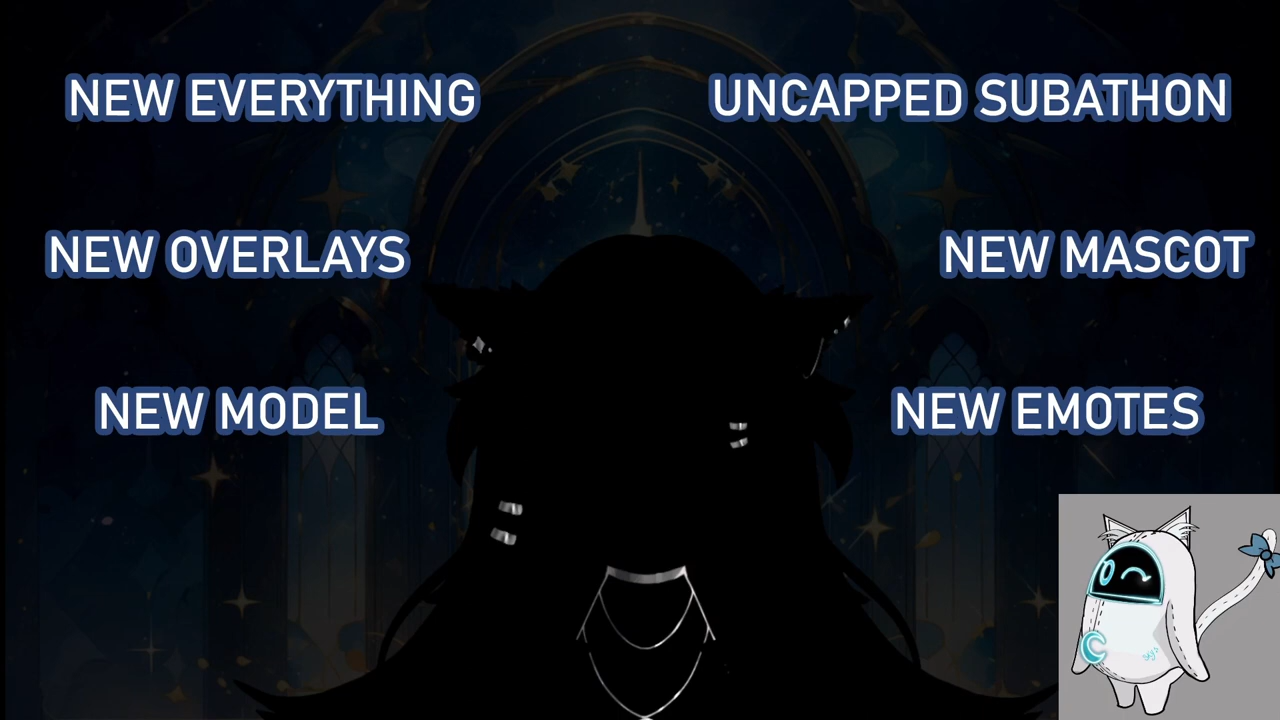 NEW EVERYTHING
UNCAPPED SUBATHON
NEW OVERLAYS
NEW MASCOT
NEW MODEL
NEW EMOTES